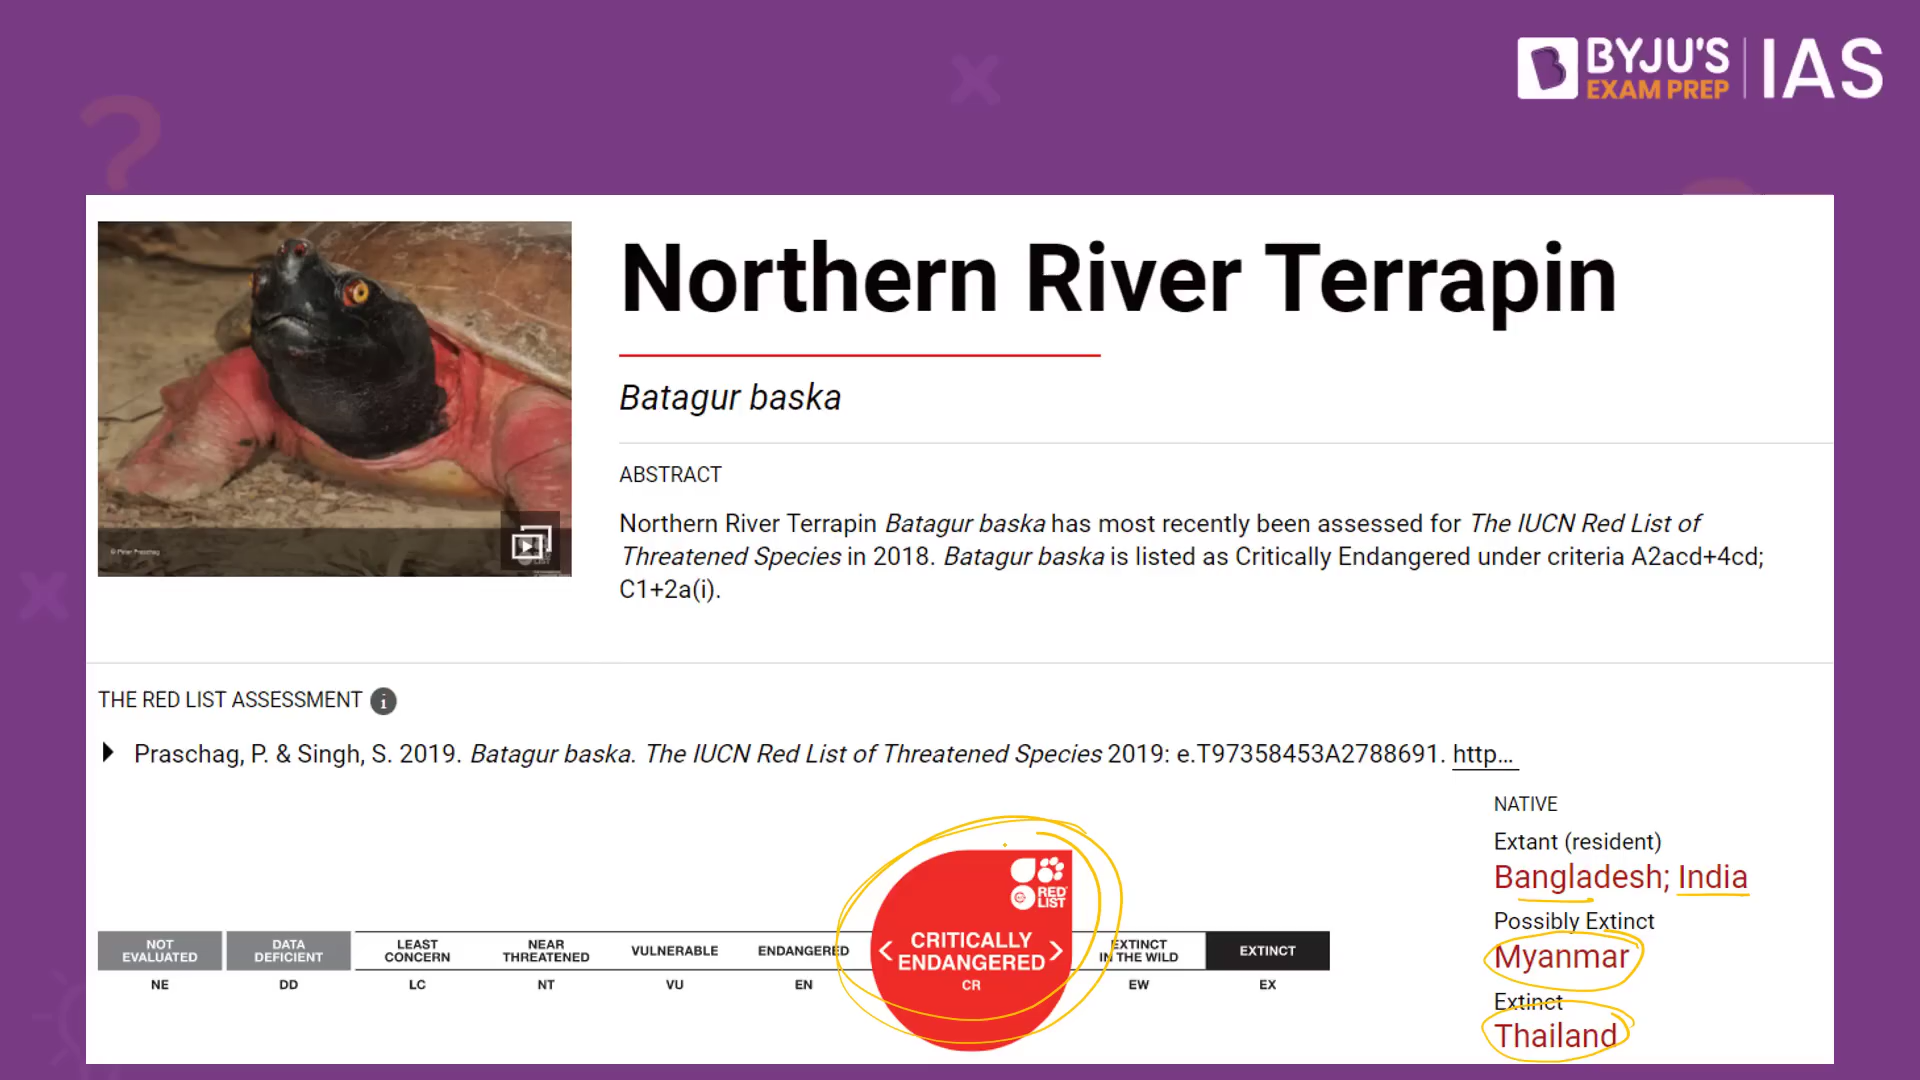 BYJU'S
EXAM PREP
IAS
Northern River Terrapin
Batagur baska
ABSTRACT
Northern River Terrapin Batagur baska has most recently been assessed for The IUCN Red List of
Threatened Species in 2018. Batagur baska is listed as Critically Endangered under criteria A2acd+4cd;
C1+2a(i).
© Peter Praschag
THE RED LIST ASSESSMENT i
Praschag, P. & Singh, S. 2019. Batagur baska. The IUCN Red List of Threatened Species 2019: e.T97358453A2788691. http...
NATIVE
Extant (resident)
Bangladesh; India
Possibly Extinct
Myanmar
Extinct
Thailand
RED
LIST
NOT
EVALUATED
DATA
DEFICIENT
LEAST
CONCERN
NEAR
THREATENED
VULNERABLE
ENDANGERED
< CRITICALLY
ENDANGERED >
EXTINCT
IN THE WILD
EXTINCT
NE
DD
LC
NT
VU
EN
CR
EW
EX